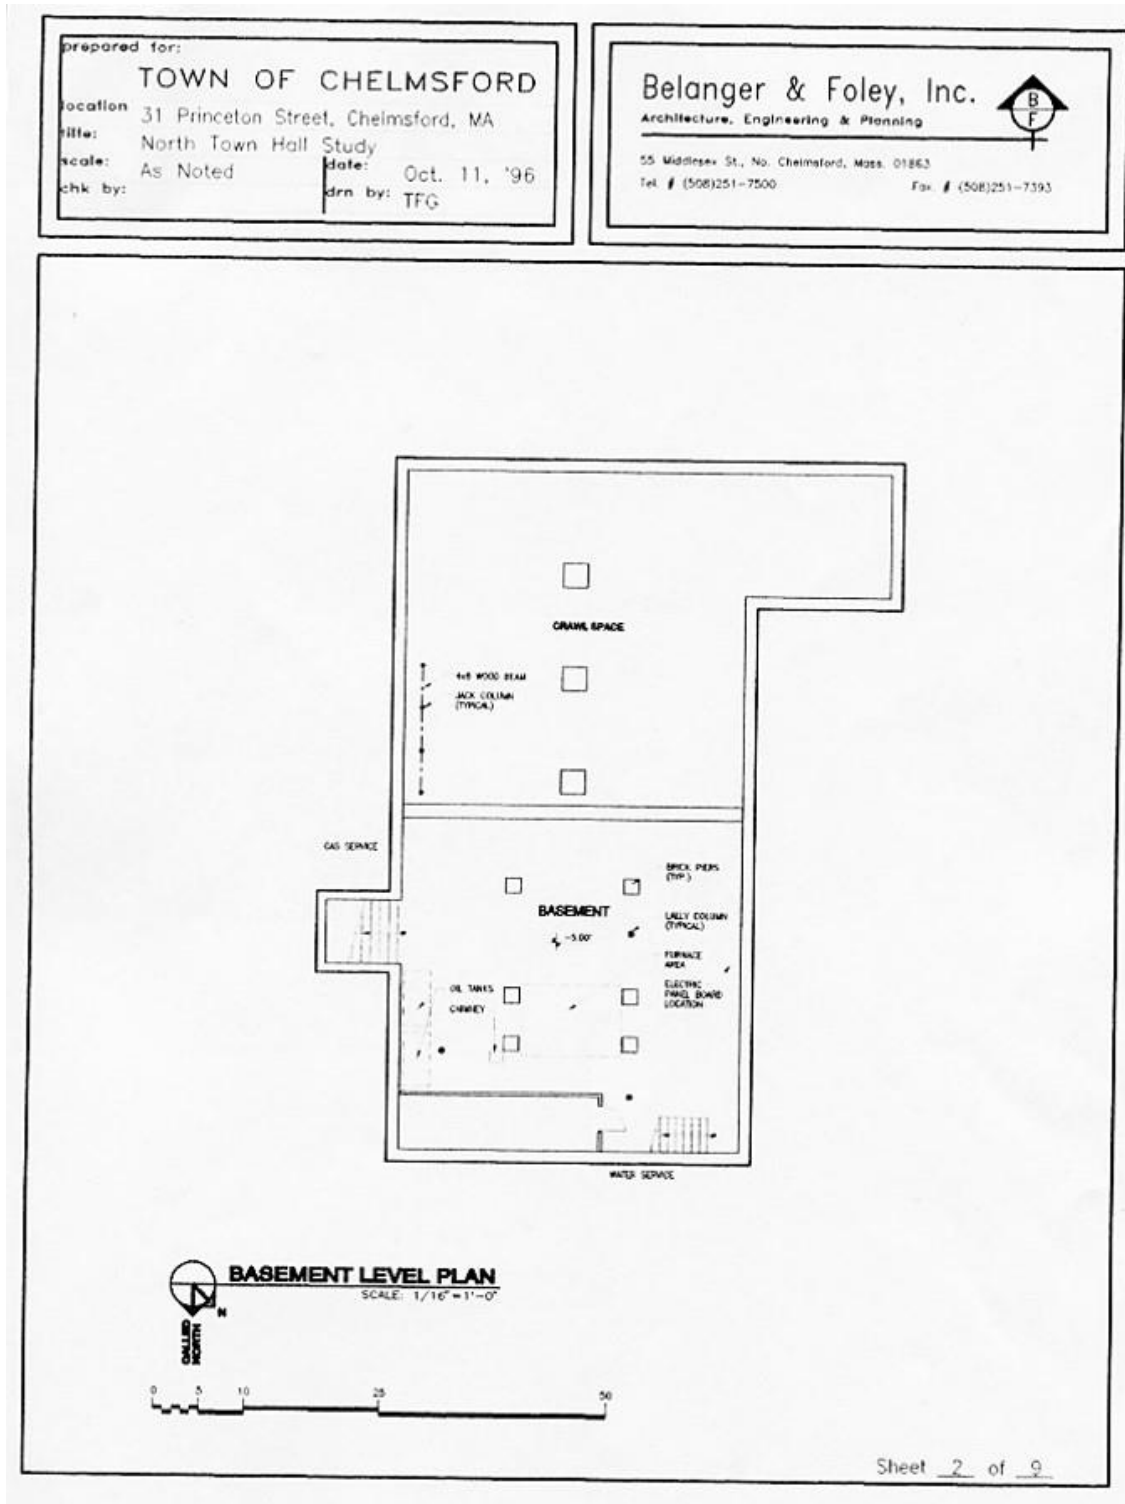 prepared for:
TOWN OF CHELMSFORD
location 31 Princeton Street, Chelmsford, MA
title: North Town Hall Study
scale: As Noted
date: Oct. 11, '96
chk by:
drn by: TFG
Belanger & Foley, Inc.
Architecture, Engineering & Planning
B
F
55 Middlesex St., No. Chelmsford, Mass. 01863
Tel. # (508)251-7500 Fax. # (508)251-7393
CRAWL SPACE
4x6 WOOD BEAM
JACK COLUMN
(TYPICAL)
GAS SERVICE
BRICK PIERS
(TYP.)
BASEMENT
-5.00'
LALLY COLUMN
(TYPICAL)
FURNACE
AREA
OIL TANKS
ELECTRIC
PANEL BOARD
LOCATION
CHIMNEY
WATER SERVICE
BASEMENT LEVEL PLAN
SCALE: 1/16"=1'-0"
N
CALLED
NORTH
0 5 10 25 50
Sheet 2 of 9